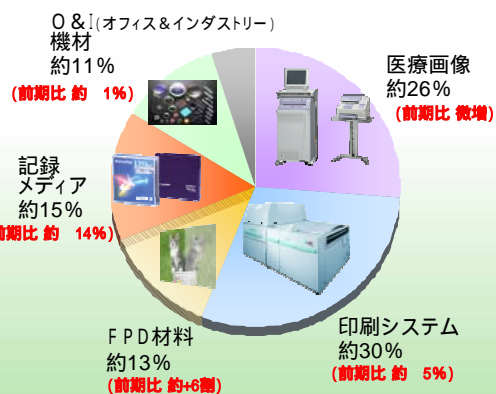 O＆I(オフィス＆インダストリー)
機材
約11%
(前期比 約　1%)
医療画像
約26%
(前期比 微増)
記録
メディア
約15%
前期比 約　14%)
FPD材料
約13%
(前期比 約+6割)
印刷システム
約30%
(前期比 約　5%)